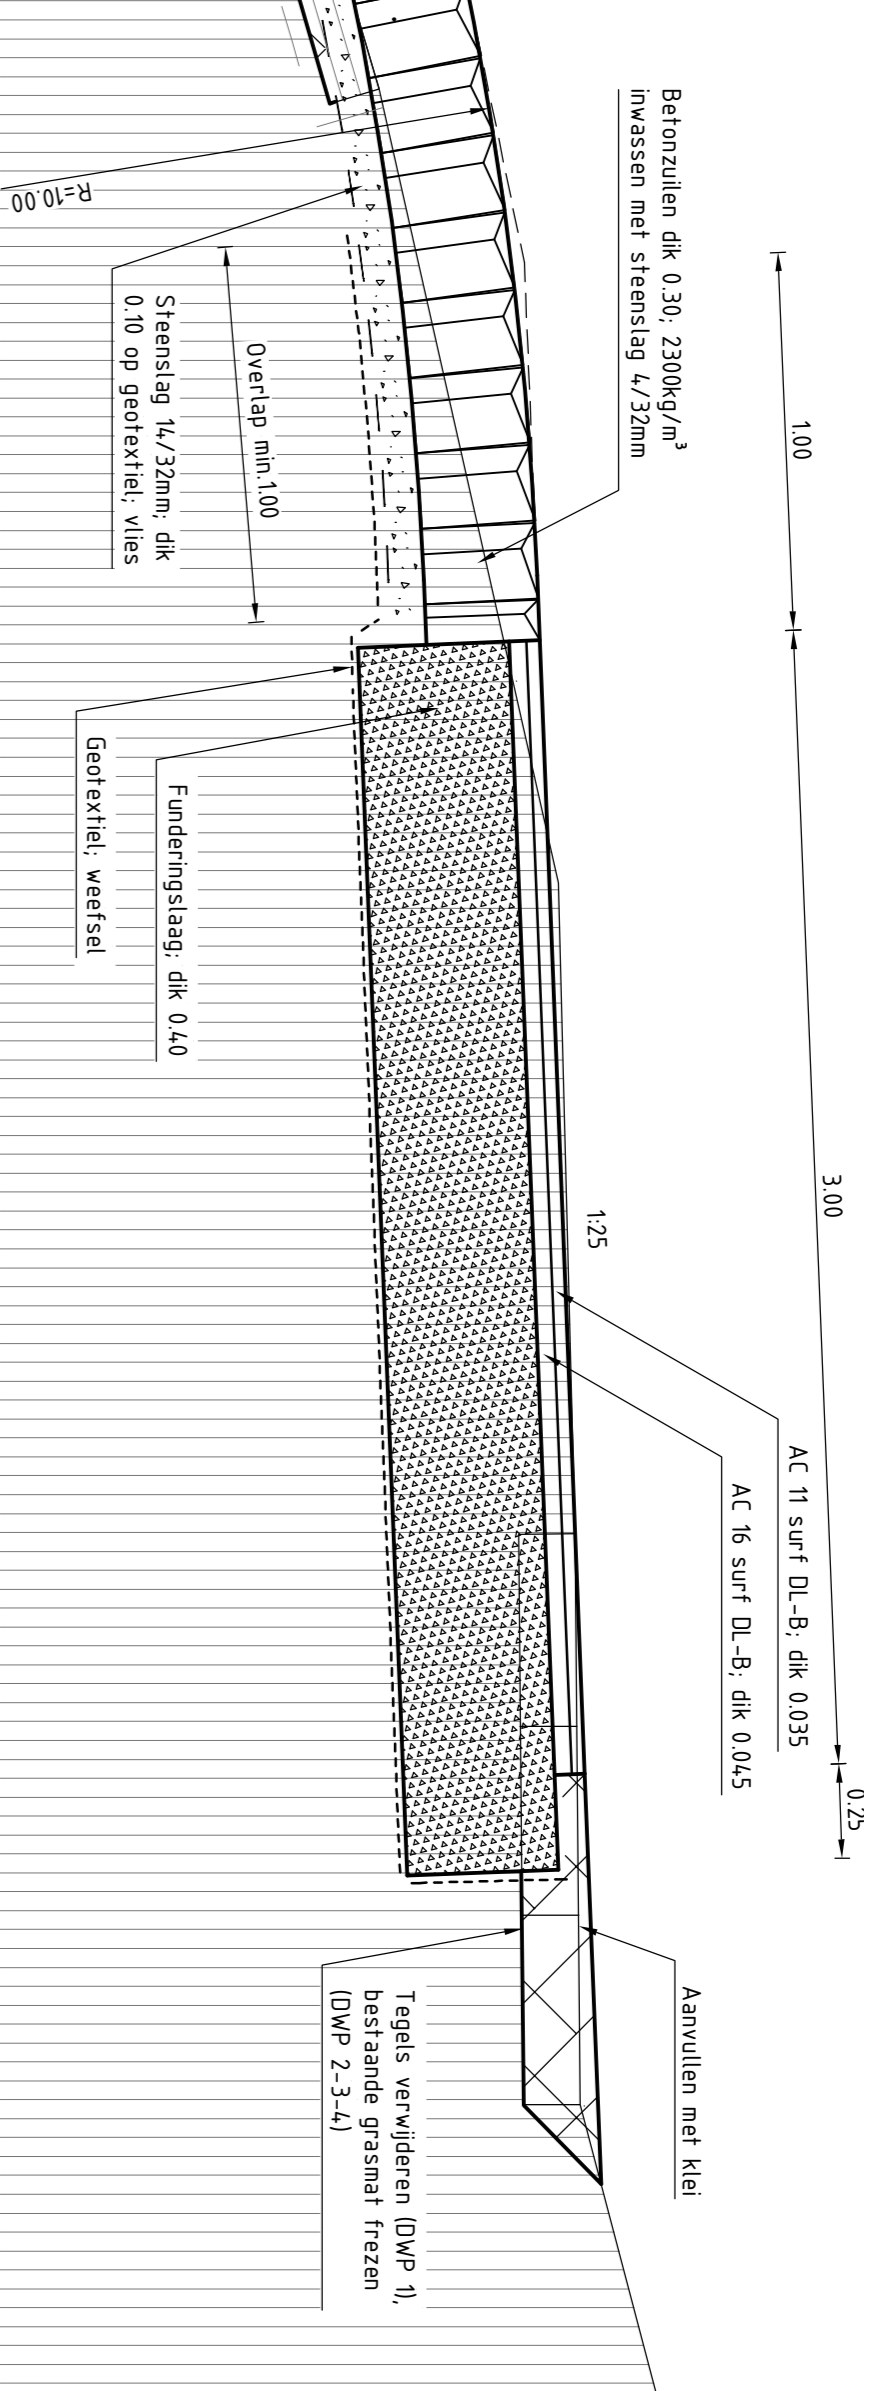 Betonzuilen dik 0.30; 2300kg/m³
inwassen met steenslag 4/32mm
1.00
3.00
0.25
R=10.00
Steenslag 14/32mm; dik
0.10 op geotextiel; vlies
Overlap min.1.00
Geotextiel; weefsel
Funderingslaag; dik 0.40
1:25
AC 11 surf DL-B; dik 0.035
AC 16 surf DL-B; dik 0.045
Aanvullen met klei
Tegels verwijderen (DWP 1),
bestaande grasmat frezen
(DWP 2-3-4)